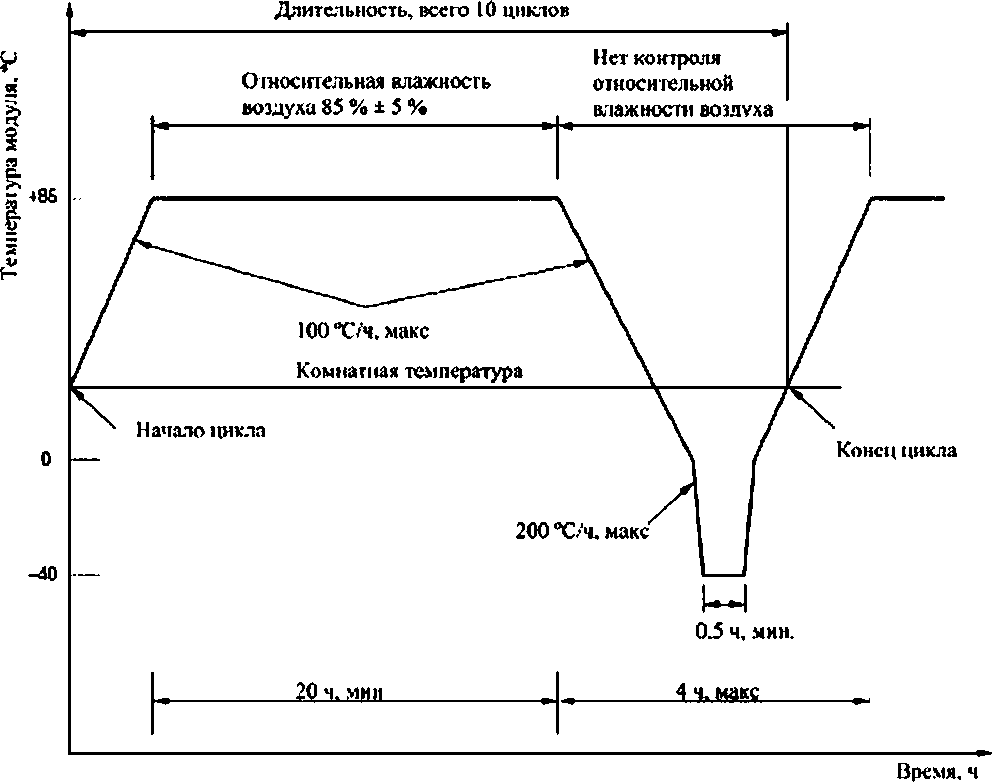 Длительность, всего 10 циклов
Температура модуля, °С
Относительная влажность
воздуха 85 % ± 5 %
Нет контроля
относительной
влажности воздуха
+85
100 °С/ч, макс
Комнатная температура
Начало цикла
Конец цикла
0
200 °С/ч, макс
–40
0.5 ч, мин.
20 ч, мин
4 ч, макс
Время, ч